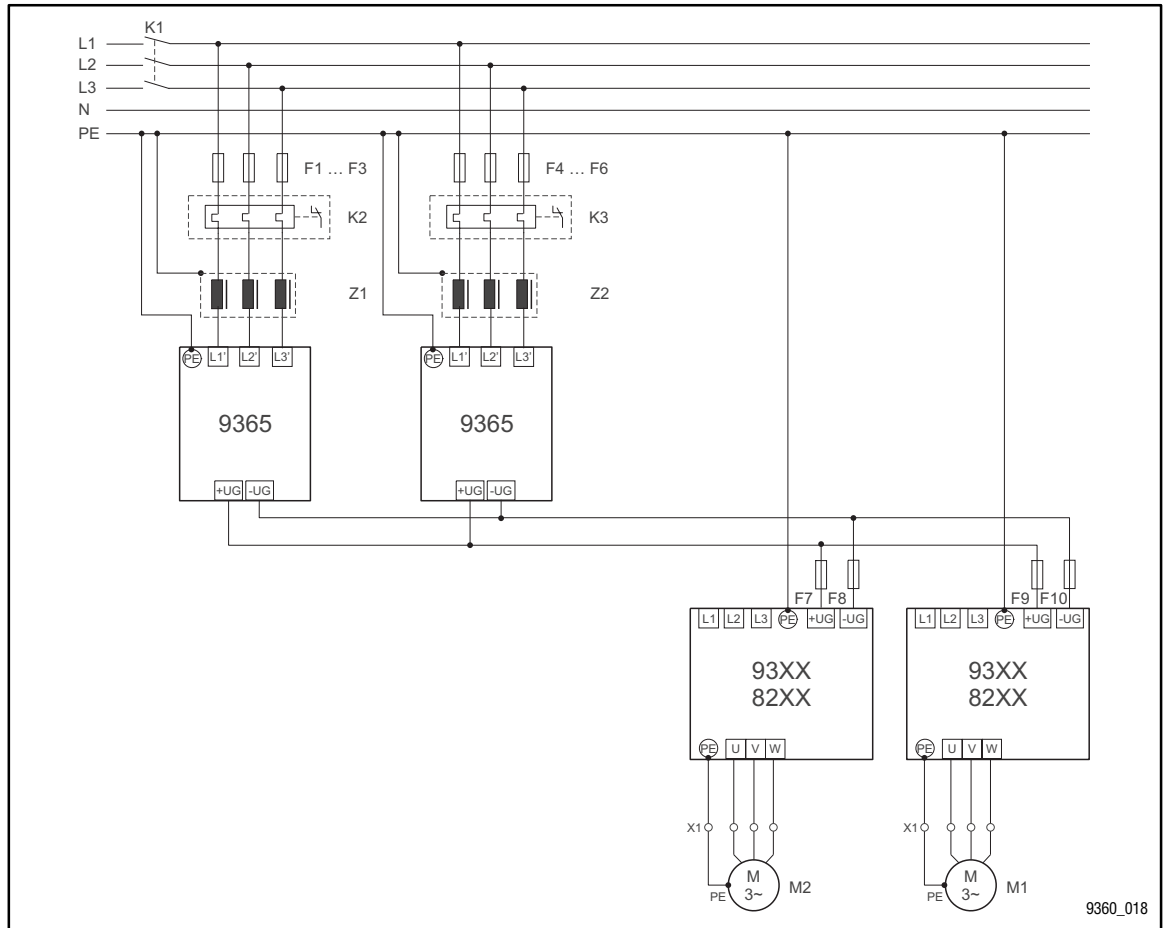 K1
L1
L2
L3
N
PE
F1 ... F3
F4 ... F6
K2
K3
Z1
Z2
PE L1' L2' L3'
PE L1' L2' L3'
9365
9365
+UG -UG
+UG -UG
F7 F8
F9 F10
L1 L2 L3 PE +UG -UG
L1 L2 L3 PE +UG -UG
93XX
82XX
93XX
82XX
PE U V W
PE U V W
X1
X1
M
3~
PE
M2
M
3~
PE
M1
9360_018